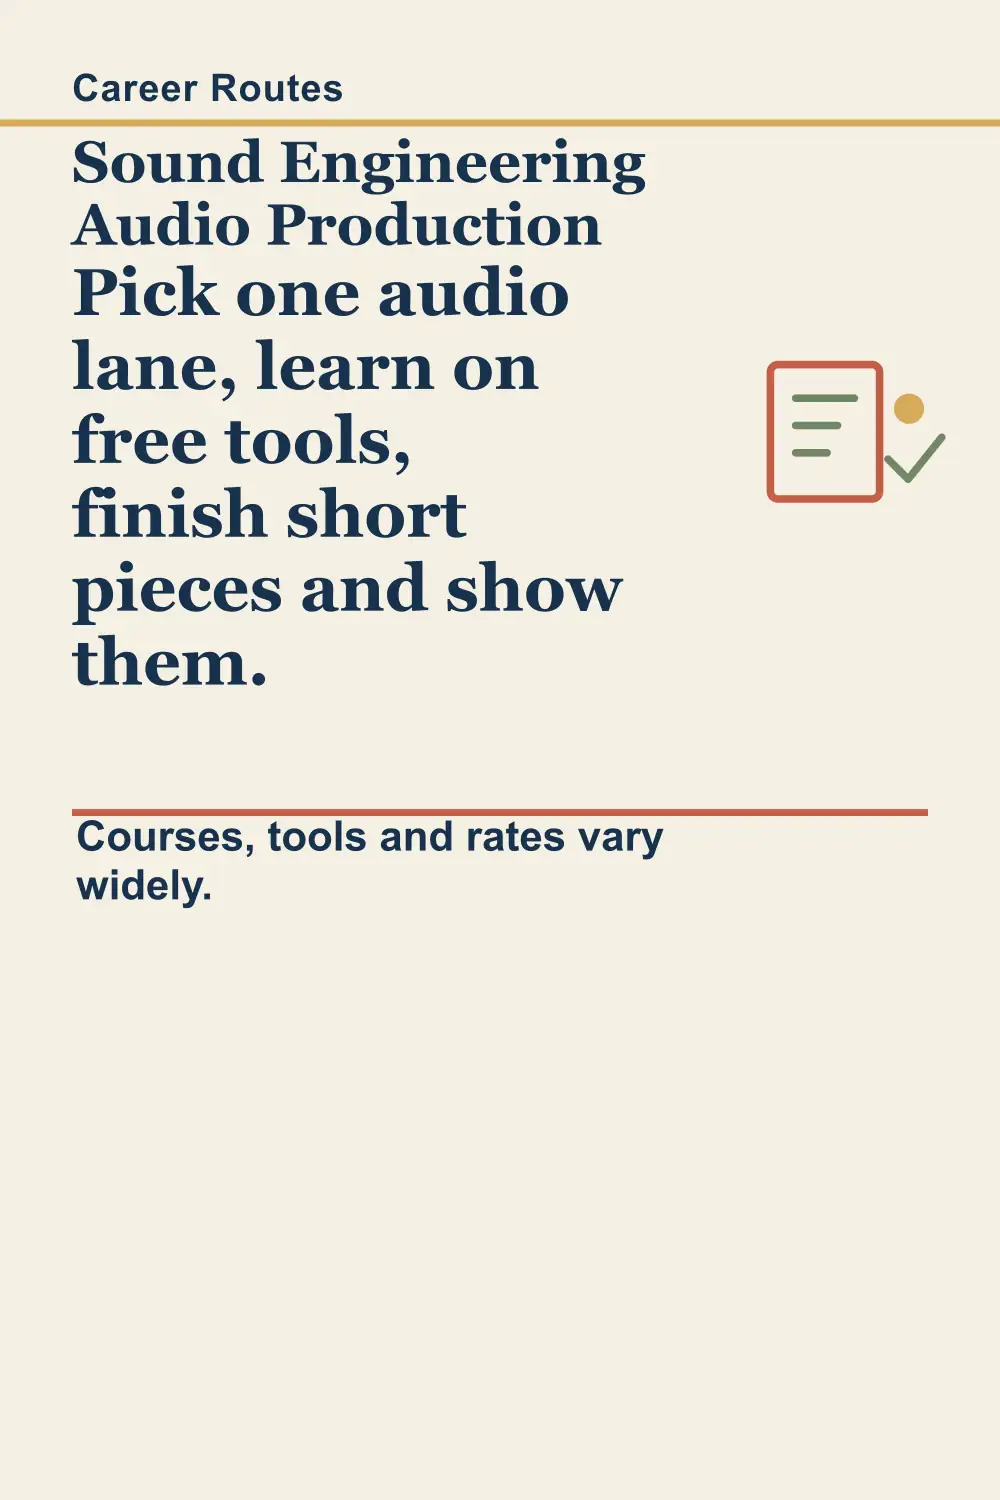 Career Routes
Sound Engineering
Audio Production
Pick one audio
lane, learn on
free tools,
finish short
pieces and show
them.
Courses, tools and rates vary
widely.